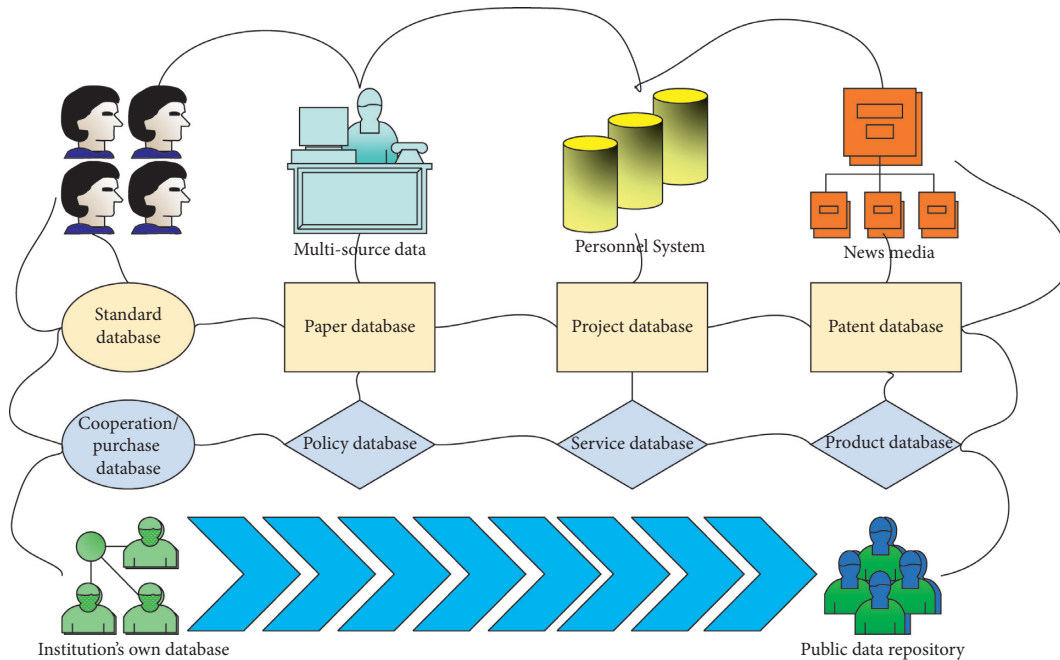 Multi-source data
Personnel System
News media
Standard
database
Paper database
Project database
Patent database
Cooperation/
purchase
database
Policy database
Service database
Product database
Institution's own database
Public data repository